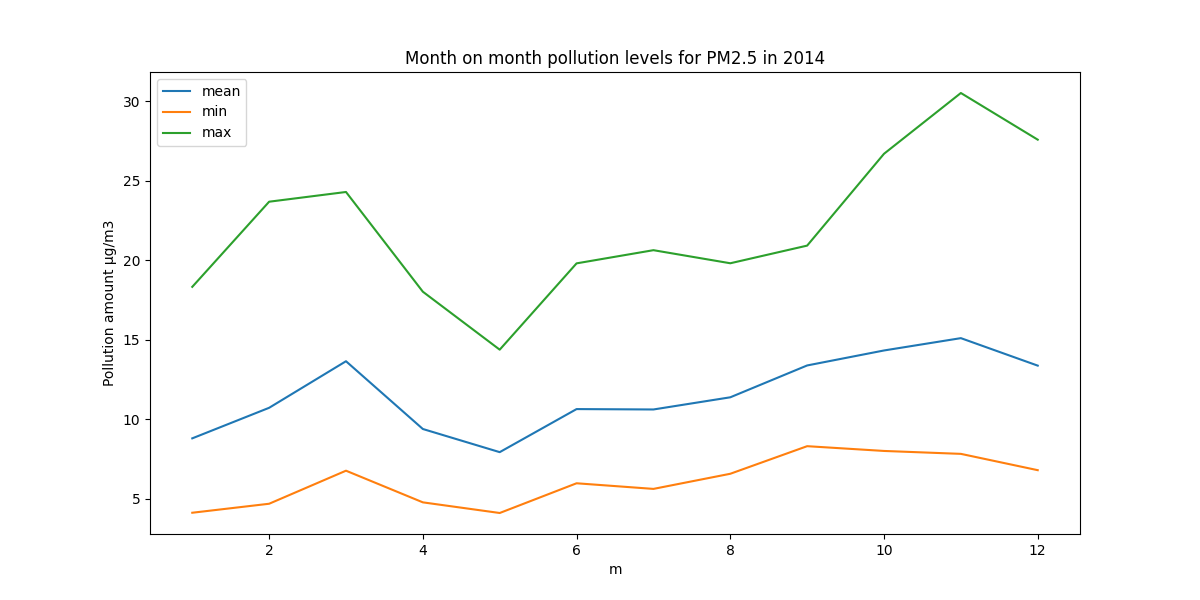 Month on month pollution levels for PM2.5 in 2014
mean
min
max
30
25
20
15
10
5
Pollution amount µg/m3
2 4 6 8 10 12
m